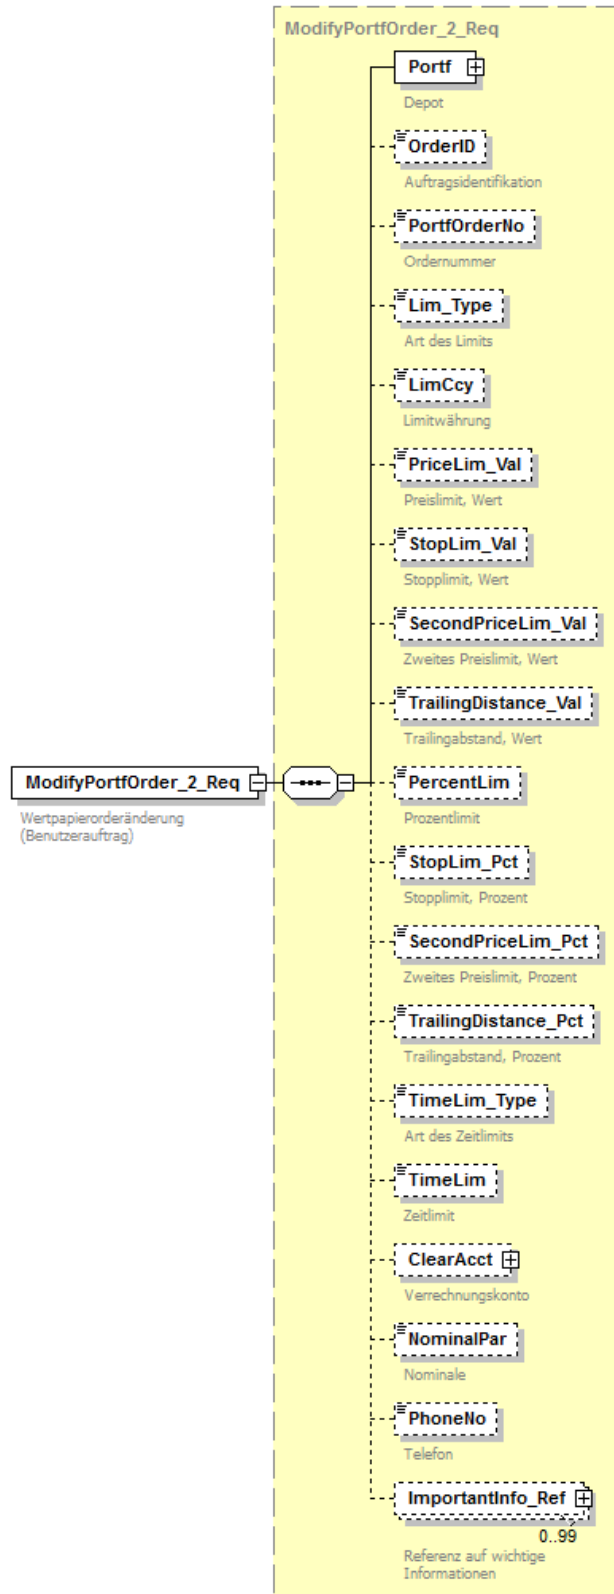 ModifyPortfOrder_2_Req
Portf
Depot
OrderID
Auftragsidentifikation
PortfOrderNo
Ordernummer
Lim_Type
Art des Limits
LimCcy
Limitwährung
PriceLim_Val
Preislimit, Wert
StopLim_Val
Stopplimit, Wert
SecondPriceLim_Val
Zweites Preislimit, Wert
TrailingDistance_Val
Trailingabstand, Wert
ModifyPortfOrder_2_Req
Wertpapierorderänderung
(Benutzerauftrag)
PercentLim
Prozentlimit
StopLim_Pct
Stopplimit, Prozent
SecondPriceLim_Pct
Zweites Preislimit, Prozent
TrailingDistance_Pct
Trailingabstand, Prozent
TimeLim_Type
Art des Zeitlimits
TimeLim
Zeitlimit
ClearAcct
Verrechnungskonto
NominalPar
Nominale
PhoneNo
Telefon
ImportantInfo_Ref
0..99
Referenz auf wichtige
Informationen